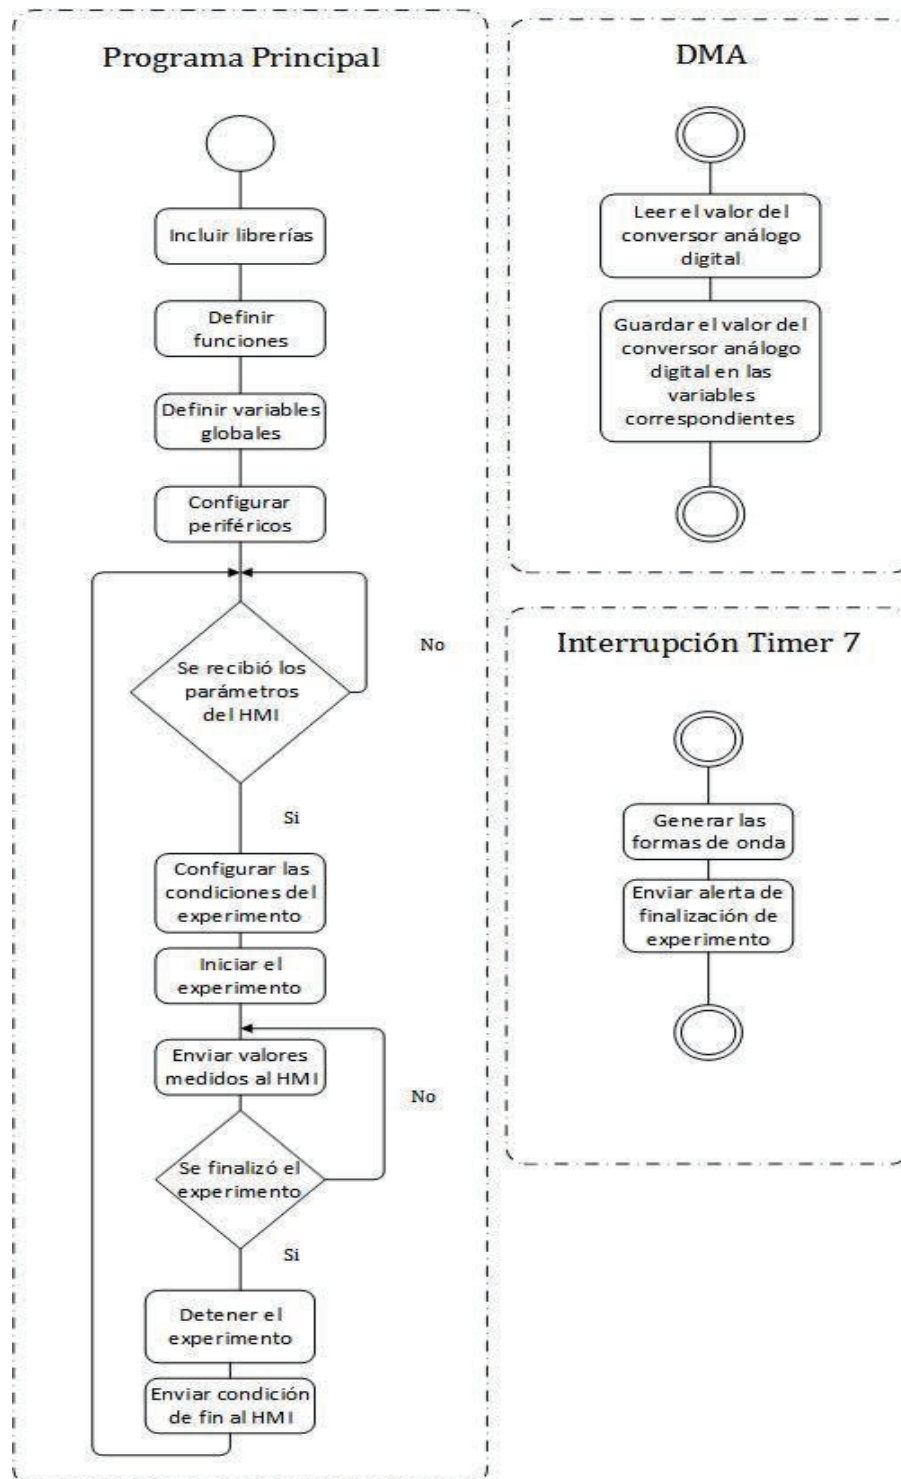 Programa Principal
Incluir librerías
Definir
funciones
Definir variables
globales
Configurar
periféricos
Se recibió los
parámetros
del HMI
No
Si
Configurar las
condiciones del
experimento
Iniciar el
experimento
Enviar valores
medidos al HMI
No
Se finalizó el
experimento
Si
Detener el
experimento
Enviar condición
de fin al HMI
DMA
Leer el valor del
conversor análogo
digital
Guardar el valor del
conversor análogo
digital en las
variables
correspondientes
Interrupción Timer 7
Generar las
formas de onda
Enviar alerta de
finalización de
experimento